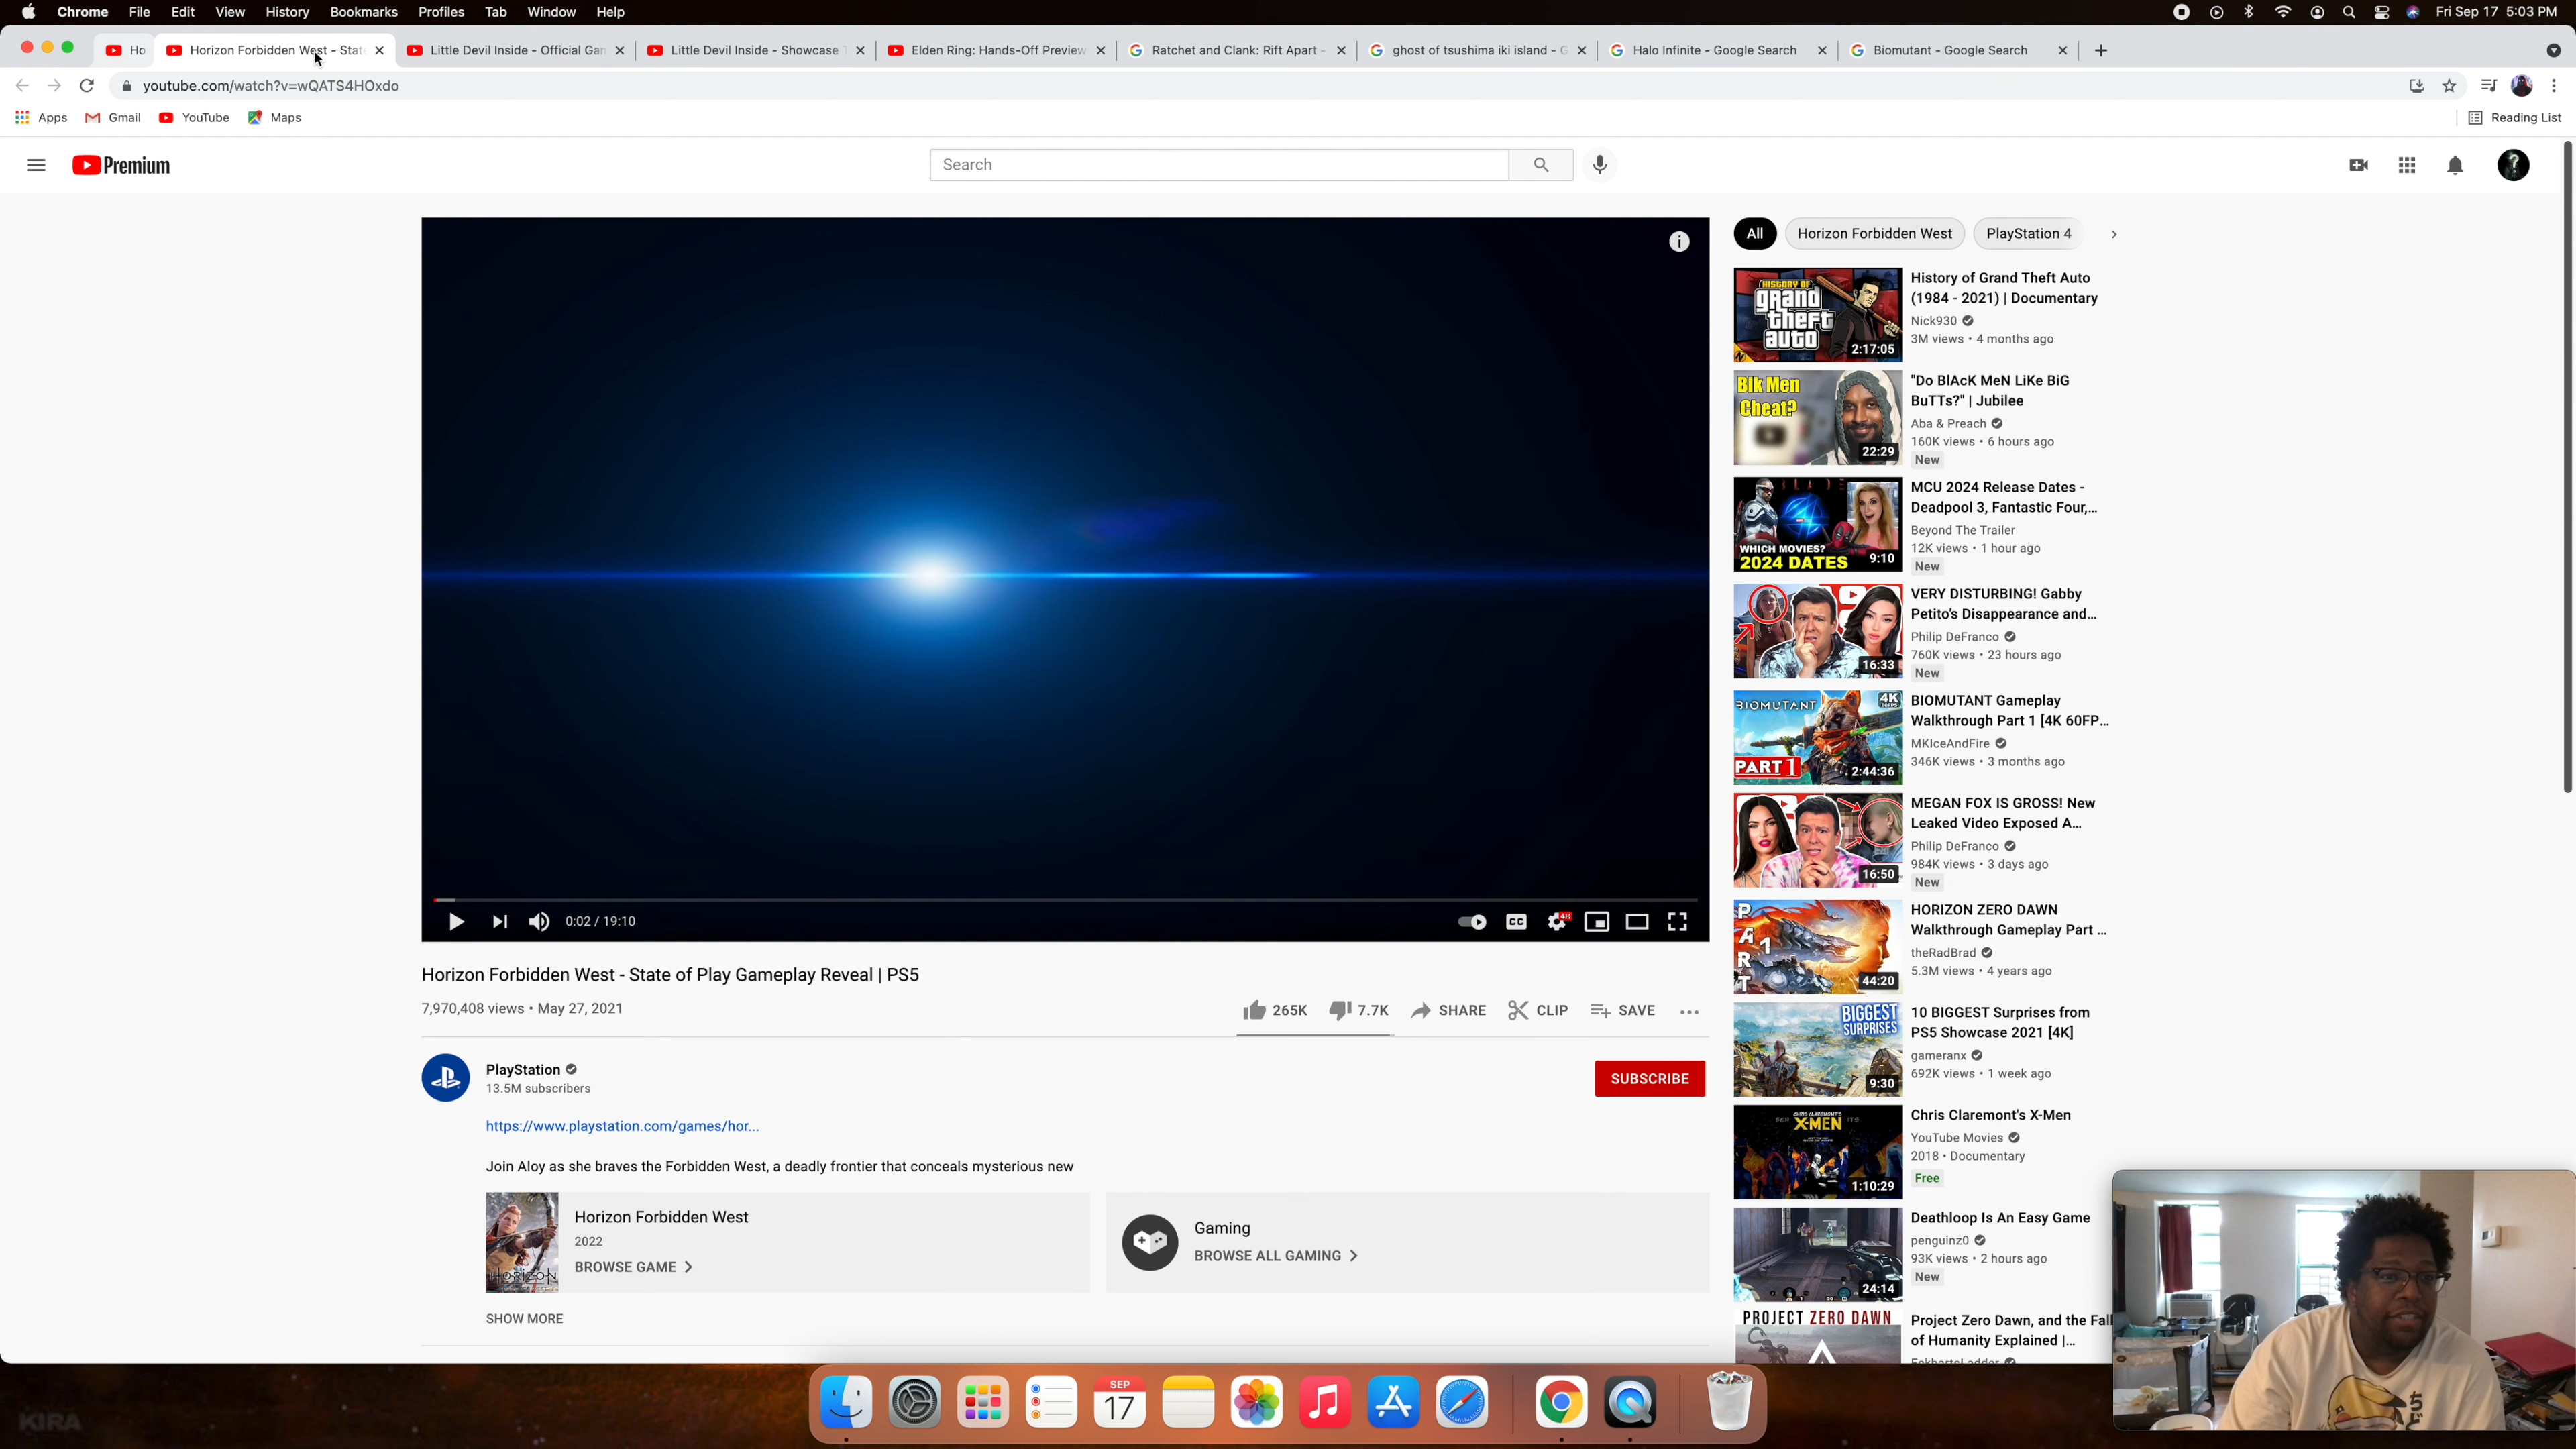 Chrome File Edit View History Bookmarks Profiles Tab Window Help
Fri Sep 17 5:03 PM
Ho
Horizon Forbidden West - Stat
Little Devil Inside - Official Gam
Little Devil Inside - Showcase T
Elden Ring: Hands-Off Preview
Ratchet and Clank: Rift Apart -
ghost of tsushima iki island - G
Halo Infinite - Google Search
Biomutant - Google Search
youtube.com/watch?v=wQATS4HOxdo
Apps Gmail YouTube Maps
Reading List
Premium
Search
0:02 / 19:10
CC
4K
Horizon Forbidden West - State of Play Gameplay Reveal | PS5
7,970,408 views • May 27, 2021
265K 7.7K SHARE CLIP SAVE
PlayStation
13.5M subscribers
SUBSCRIBE
https://www.playstation.com/games/hor...
Join Aloy as she braves the Forbidden West, a deadly frontier that conceals mysterious new
HORIZON
Horizon Forbidden West
2022
BROWSE GAME
Gaming
BROWSE ALL GAMING
SHOW MORE
All
Horizon Forbidden West
PlayStation 4
HISTORY OF
grand
theft
auto
2:17:05
History of Grand Theft Auto
(1984 - 2021) | Documentary
Nick930
3M views • 4 months ago
Blk Men
Cheat?
22:29
"Do BlAcK MeN LiKe BiG
BuTTs?" | Jubilee
Aba & Preach
160K views • 6 hours ago
New
WHICH MOVIES?
2024 DATES
9:10
MCU 2024 Release Dates -
Deadpool 3, Fantastic Four,...
Beyond The Trailer
12K views • 1 hour ago
New
16:33
VERY DISTURBING! Gabby
Petito's Disappearance and...
Philip DeFranco
760K views • 23 hours ago
New
BIOMUTANT
4K
PART 1
2:44:36
BIOMUTANT Gameplay
Walkthrough Part 1 [4K 60FP...
MKIceAndFire
346K views • 3 months ago
16:50
MEGAN FOX IS GROSS! New
Leaked Video Exposed A...
Philip DeFranco
984K views • 3 days ago
New
PART 1
44:20
HORIZON ZERO DAWN
Walkthrough Gameplay Part ...
theRadBrad
5.3M views • 4 years ago
BIGGEST
SURPRISES
9:30
10 BIGGEST Surprises from
PS5 Showcase 2021 [4K]
gameranx
692K views • 1 week ago
X-MEN
1:10:29
Chris Claremont's X-Men
YouTube Movies
2018 • Documentary
Free
24:14
Deathloop Is An Easy Game
penguinz0
93K views • 2 hours ago
New
PROJECT ZERO DAWN
Project Zero Dawn, and the Fall
of Humanity Explained |...
EckhartsLadder
SEP
17
KIRA